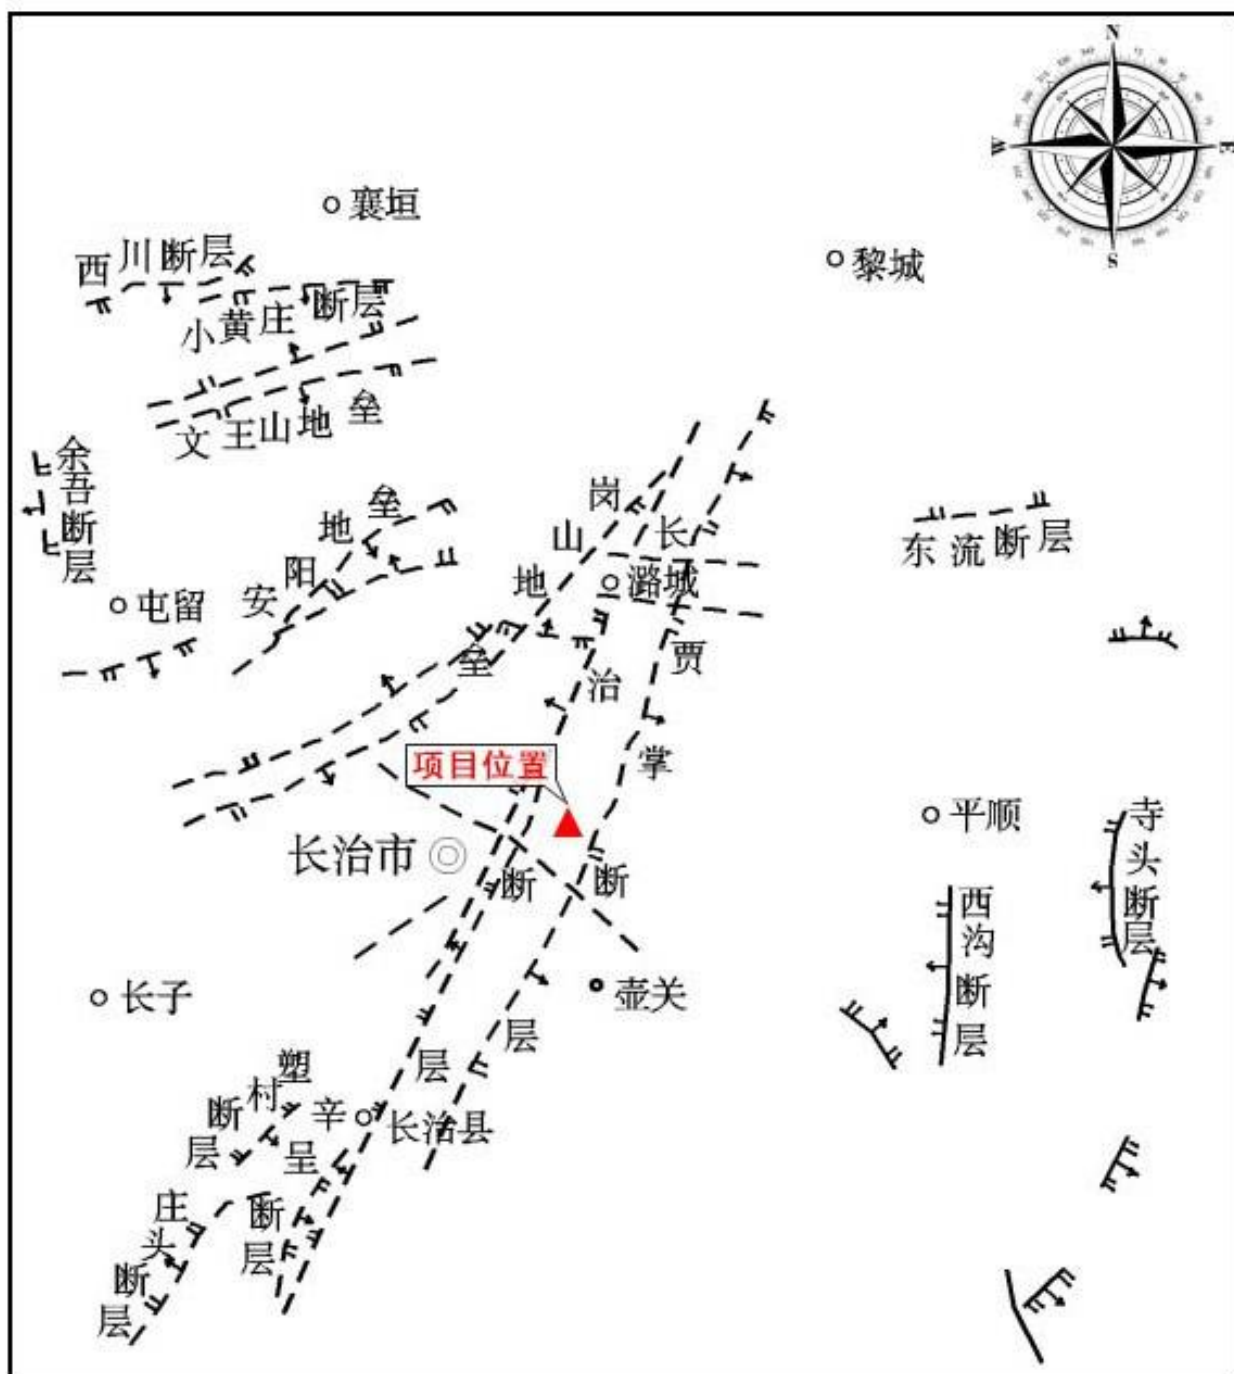 N
W
E
S
襄垣
黎城
西川断层
小黄庄断层
文王山地垒
余吾断层
安阳地垒
屯留
岗山地垒
潞城
长治断层
贾掌断层
东流断层
项目位置
长治市
平顺
寺头断层
西沟断层
长子
壶关
塑村断层
辛呈断层
长治县
庄头断层